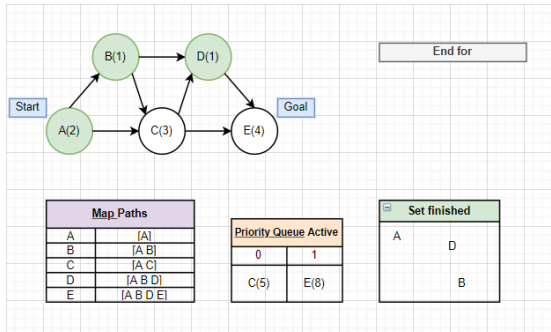 B(1)
D(1)
End for
Start
Goal
A(2)
C(3)
E(4)
Map Paths
A [A]
B [A B]
C [A C]
D [A B D]
E [A B D E]
Priority Queue Active
0 1
C(5) E(8)
Set finished
A
D
B